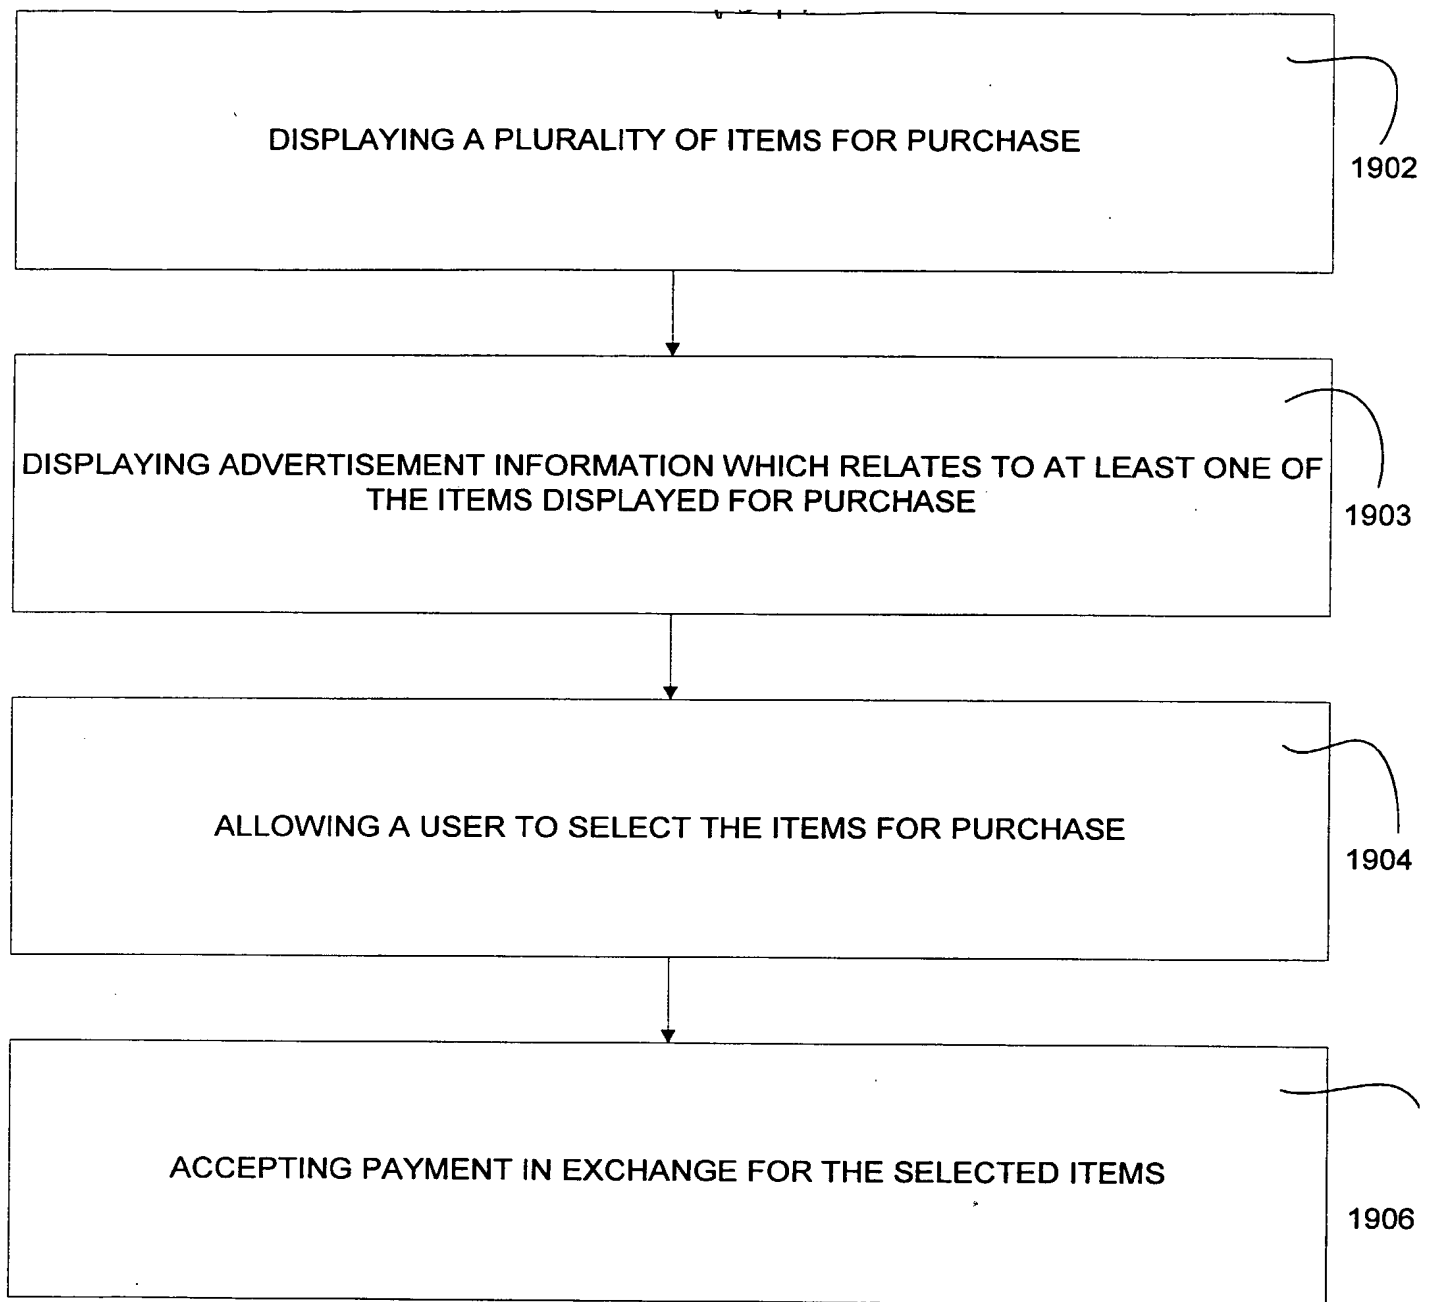 DISPLAYING A PLURALITY OF ITEMS FOR PURCHASE
1902
DISPLAYING ADVERTISEMENT INFORMATION WHICH RELATES TO AT LEAST ONE OF
THE ITEMS DISPLAYED FOR PURCHASE
1903
ALLOWING A USER TO SELECT THE ITEMS FOR PURCHASE
1904
ACCEPTING PAYMENT IN EXCHANGE FOR THE SELECTED ITEMS
1906